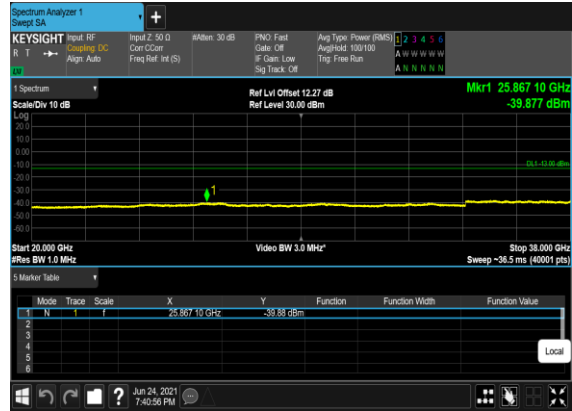 Spectrum Analyzer 1
Swept SA
+
KEYSIGHT Input: RF Input Z: 50 Ω #Atten: 30 dB PNO: Fast Avg Type: Power (RMS) 1 2 3 4 5 6
R T Coupling: DC Corr CCorr Gate: Off Avg|Hold: 100/100 A W W W W W
Align: Auto Freq Ref: Int (S) IF Gain: Low Trig: Free Run
Sig Track: Off A N N N N N
1 Spectrum Ref Lvl Offset 12.27 dB Mkr1 25.867 10 GHz
Scale/Div 10 dB Ref Level 30.00 dBm -39.877 dBm
Log
20.0
10.0
0.00
-10.0 DL1 -13.00 dBm
-20.0
-30.0 1
-40.0
-50.0
-60.0
Start 20.000 GHz Video BW 3.0 MHz* Stop 38.000 GHz
#Res BW 1.0 MHz Sweep ~36.5 ms (40001 pts)
5 Marker Table
Mode Trace Scale X Y Function Function Width Function Value
1 N 1 f 25.867 10 GHz -39.88 dBm
2
3
4
5
6
Local
? Jun 24, 2021
7:40:56 PM